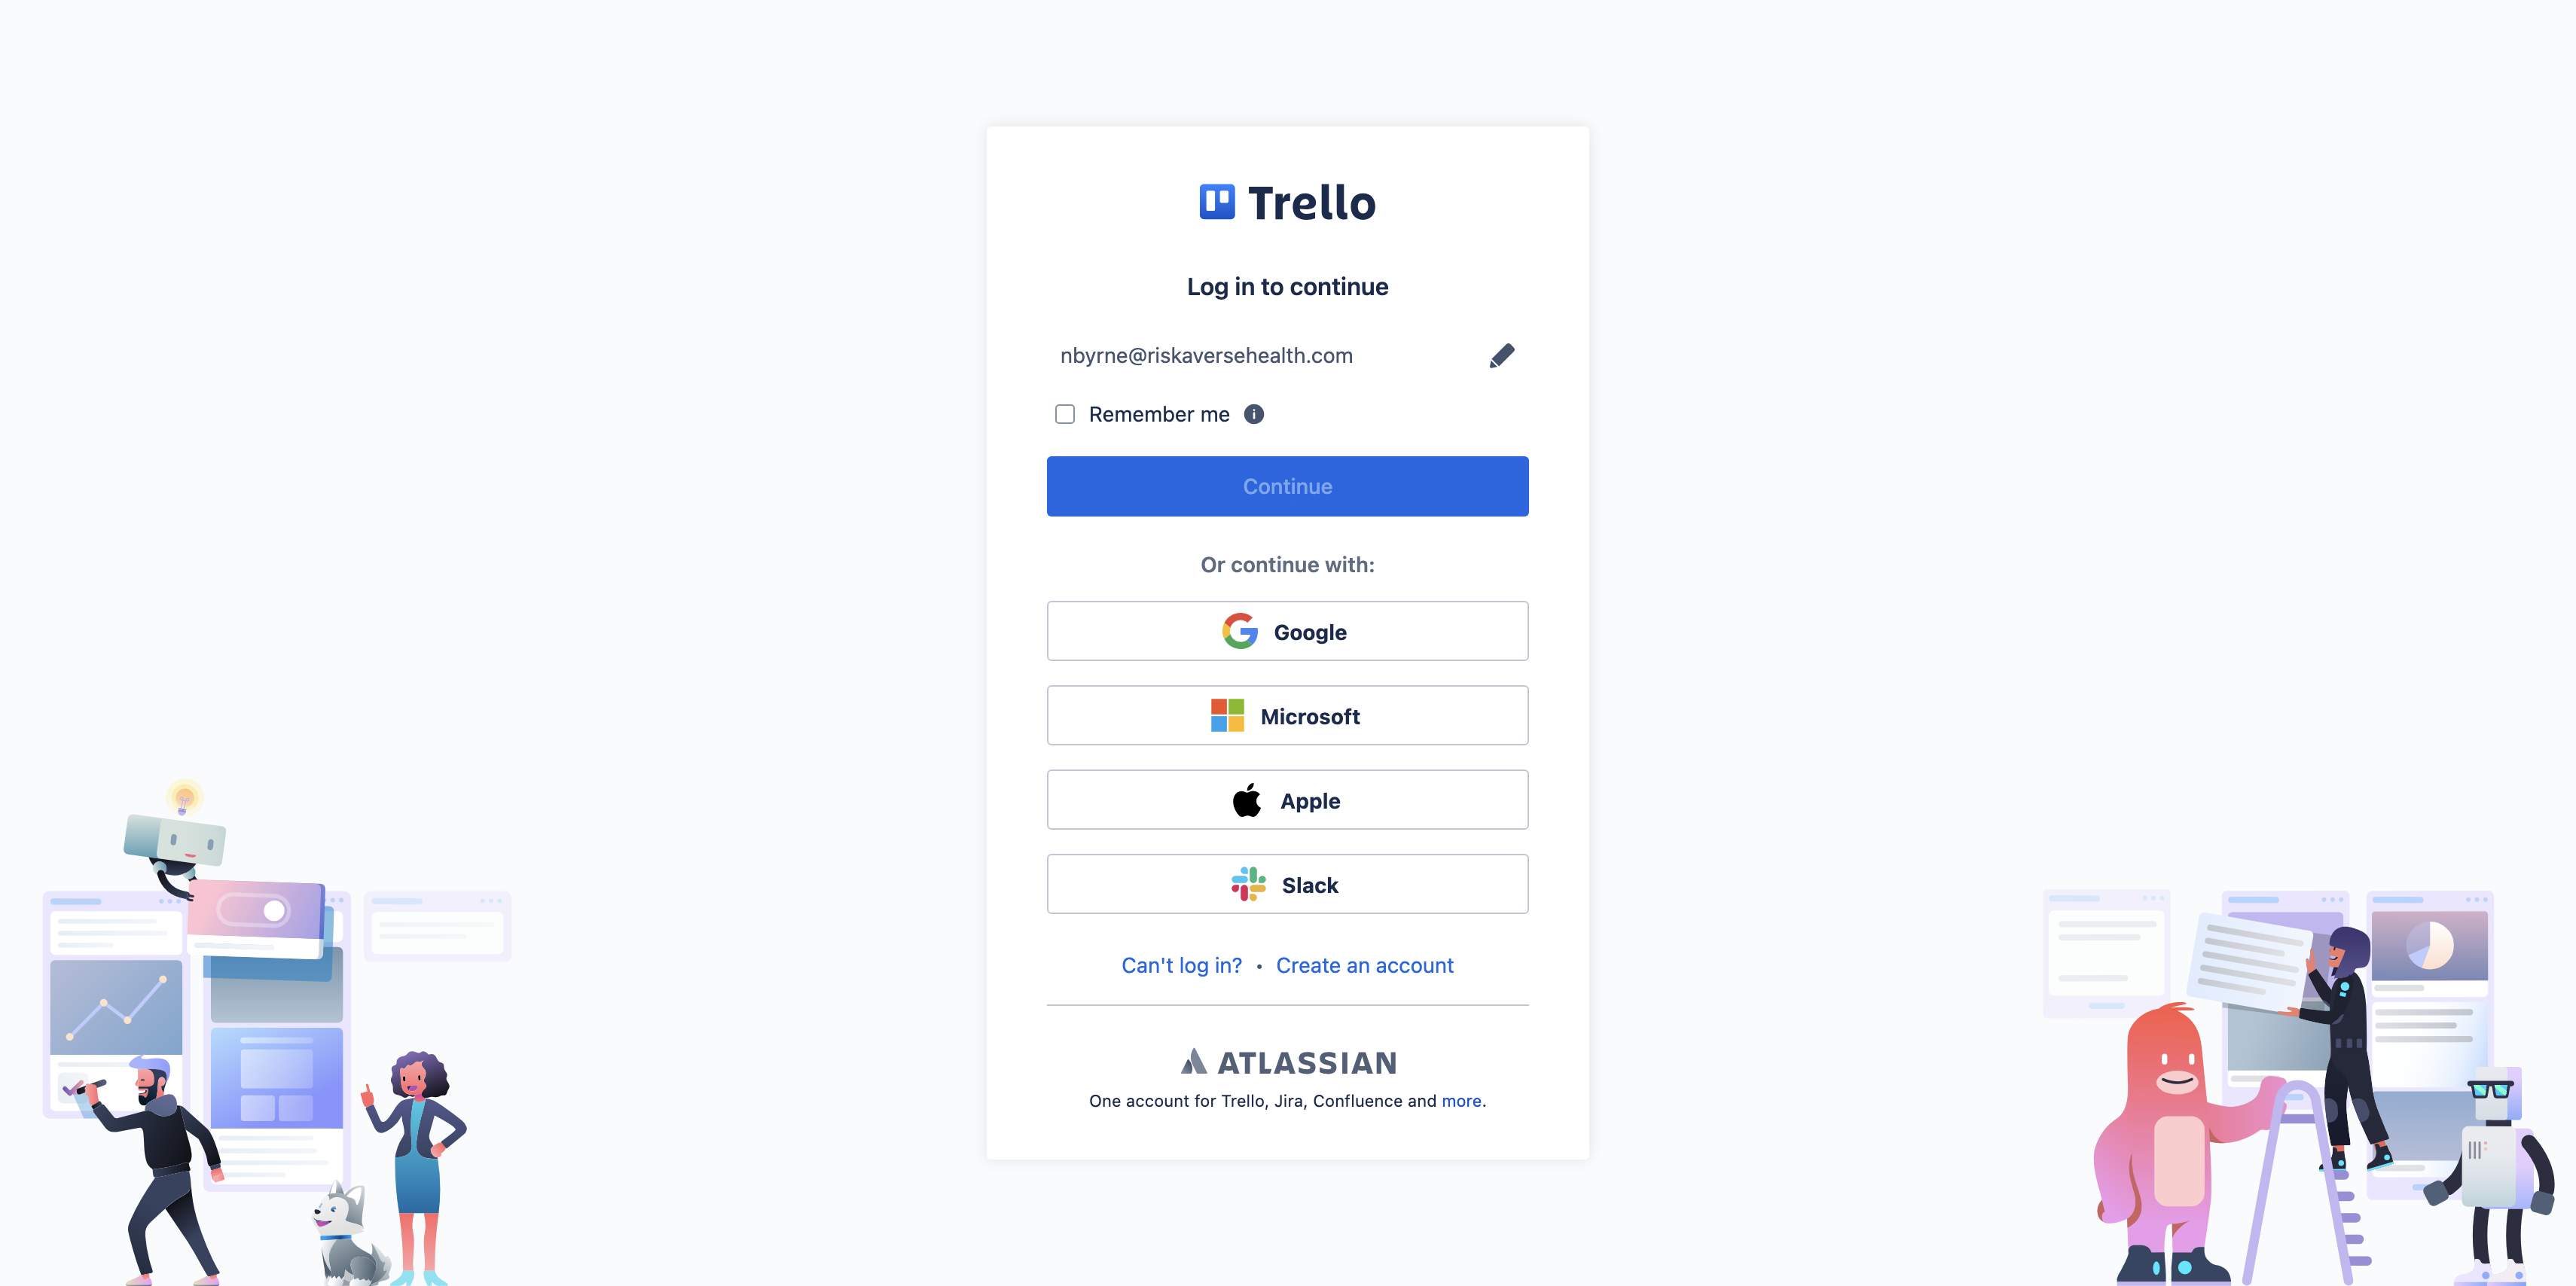 Trello
Log in to continue
nbyrne@riskaversehealth.com
Remember me
Continue
Or continue with:
Google
Microsoft
Apple
Slack
Can't log in? • Create an account
ATLASSIAN
One account for Trello, Jira, Confluence and more.